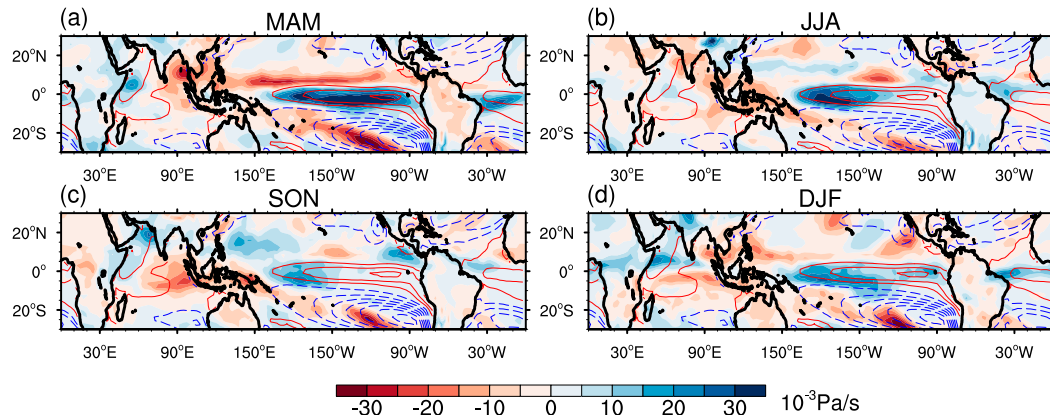 (a) MAM (b) JJA
20°N 20°N
0° 0°
20°S 20°S
30°E 90°E 150°E 150°W 90°W 30°W 30°E 90°E 150°E 150°W 90°W 30°W
(c) SON (d) DJF
20°N 20°N
0° 0°
20°S 20°S
30°E 90°E 150°E 150°W 90°W 30°W 30°E 90°E 150°E 150°W 90°W 30°W
-30 -20 -10 0 10 20 30 10⁻³Pa/s